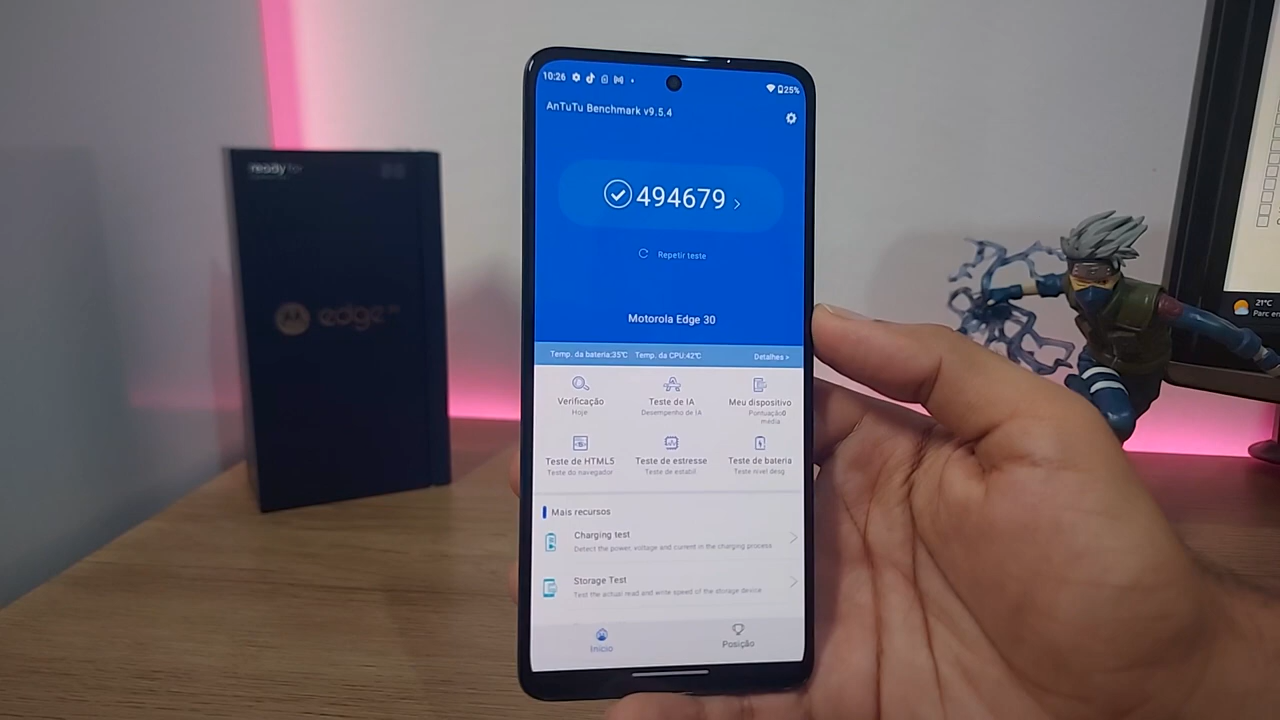 10:26
25%
AnTuTu Benchmark v9.5.4
494679
Repetir teste
Motorola Edge 30
Temp. da bateria:35℃ Temp. da CPU:42℃ Detalhes >
Verificação
Hoje
Teste de IA
Desempenho de IA
Meu dispositivo
Pontuação0
média
Teste de HTML5
Teste do navegador
Teste de estresse
Teste de estabil
Teste de bateria
Teste nível desg
Mais recursos
Charging test
Detect the power, voltage and current in the charging process
Storage Test
Test the actual read and write speed of the storage device
Início
Posição
ready for
edge
21°C
Parc en